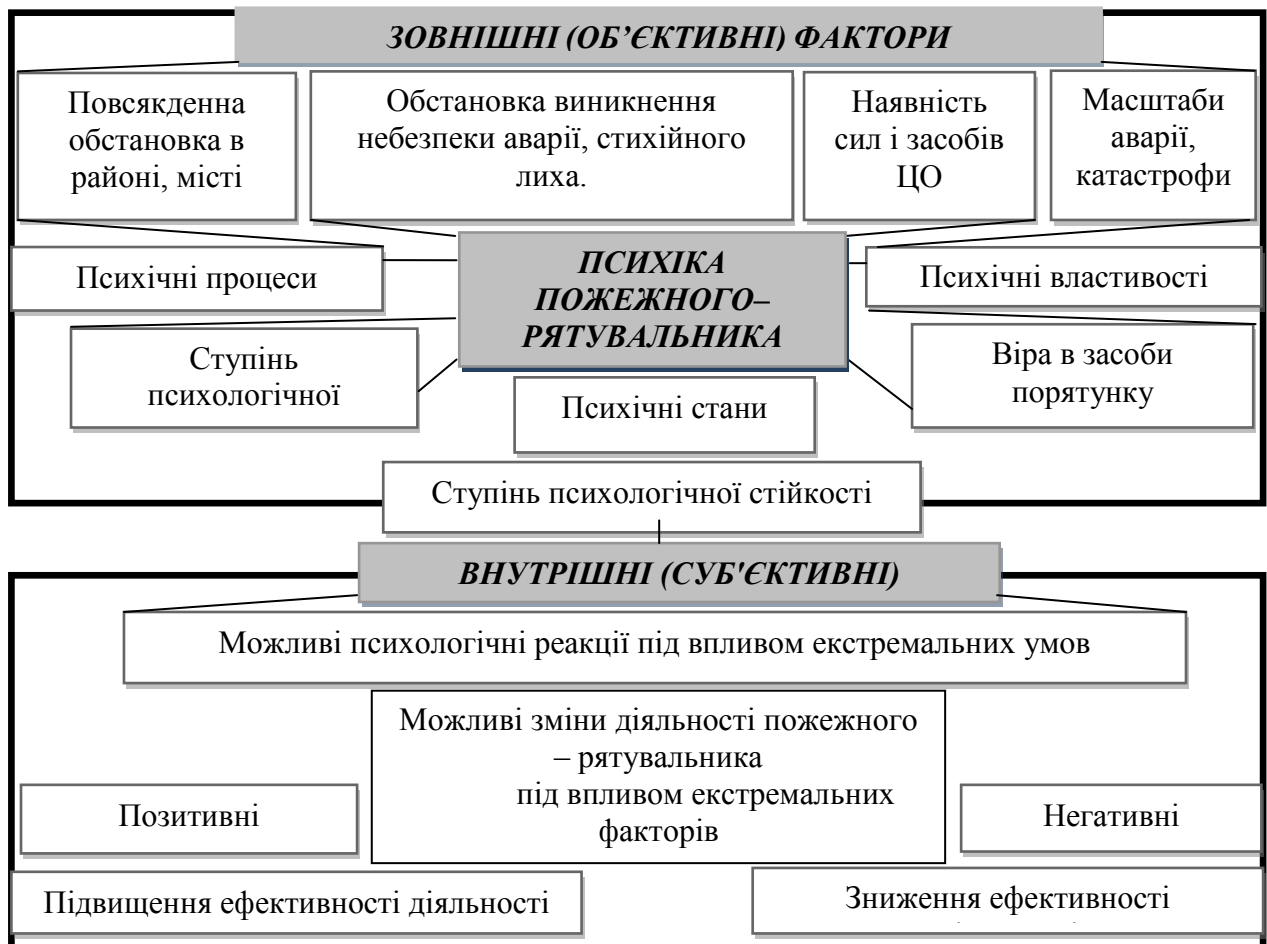 ЗОВНІШНІ (ОБ’ЄКТИВНІ) ФАКТОРИ
Повсякденна
обстановка в
районі, місті
Обстановка виникнення
небезпеки аварії, стихійного
лиха.
Наявність
сил і засобів
ЦО
Масштаби
аварії,
катастрофи
Психічні процеси
ПСИХІКА
ПОЖЕЖНОГО–
РЯТУВАЛЬНИКА
Психічні властивості
Ступінь
психологічної
Психічні стани
Віра в засоби
порятунку
Ступінь психологічної стійкості
ВНУТРІШНІ (СУБ'ЄКТИВНІ)
Можливі психологічні реакції під впливом екстремальних умов
Можливі зміни діяльності пожежного
– рятувальника
під впливом екстремальних
факторів
Позитивні
Негативні
Підвищення ефективності діяльності
Зниження ефективності